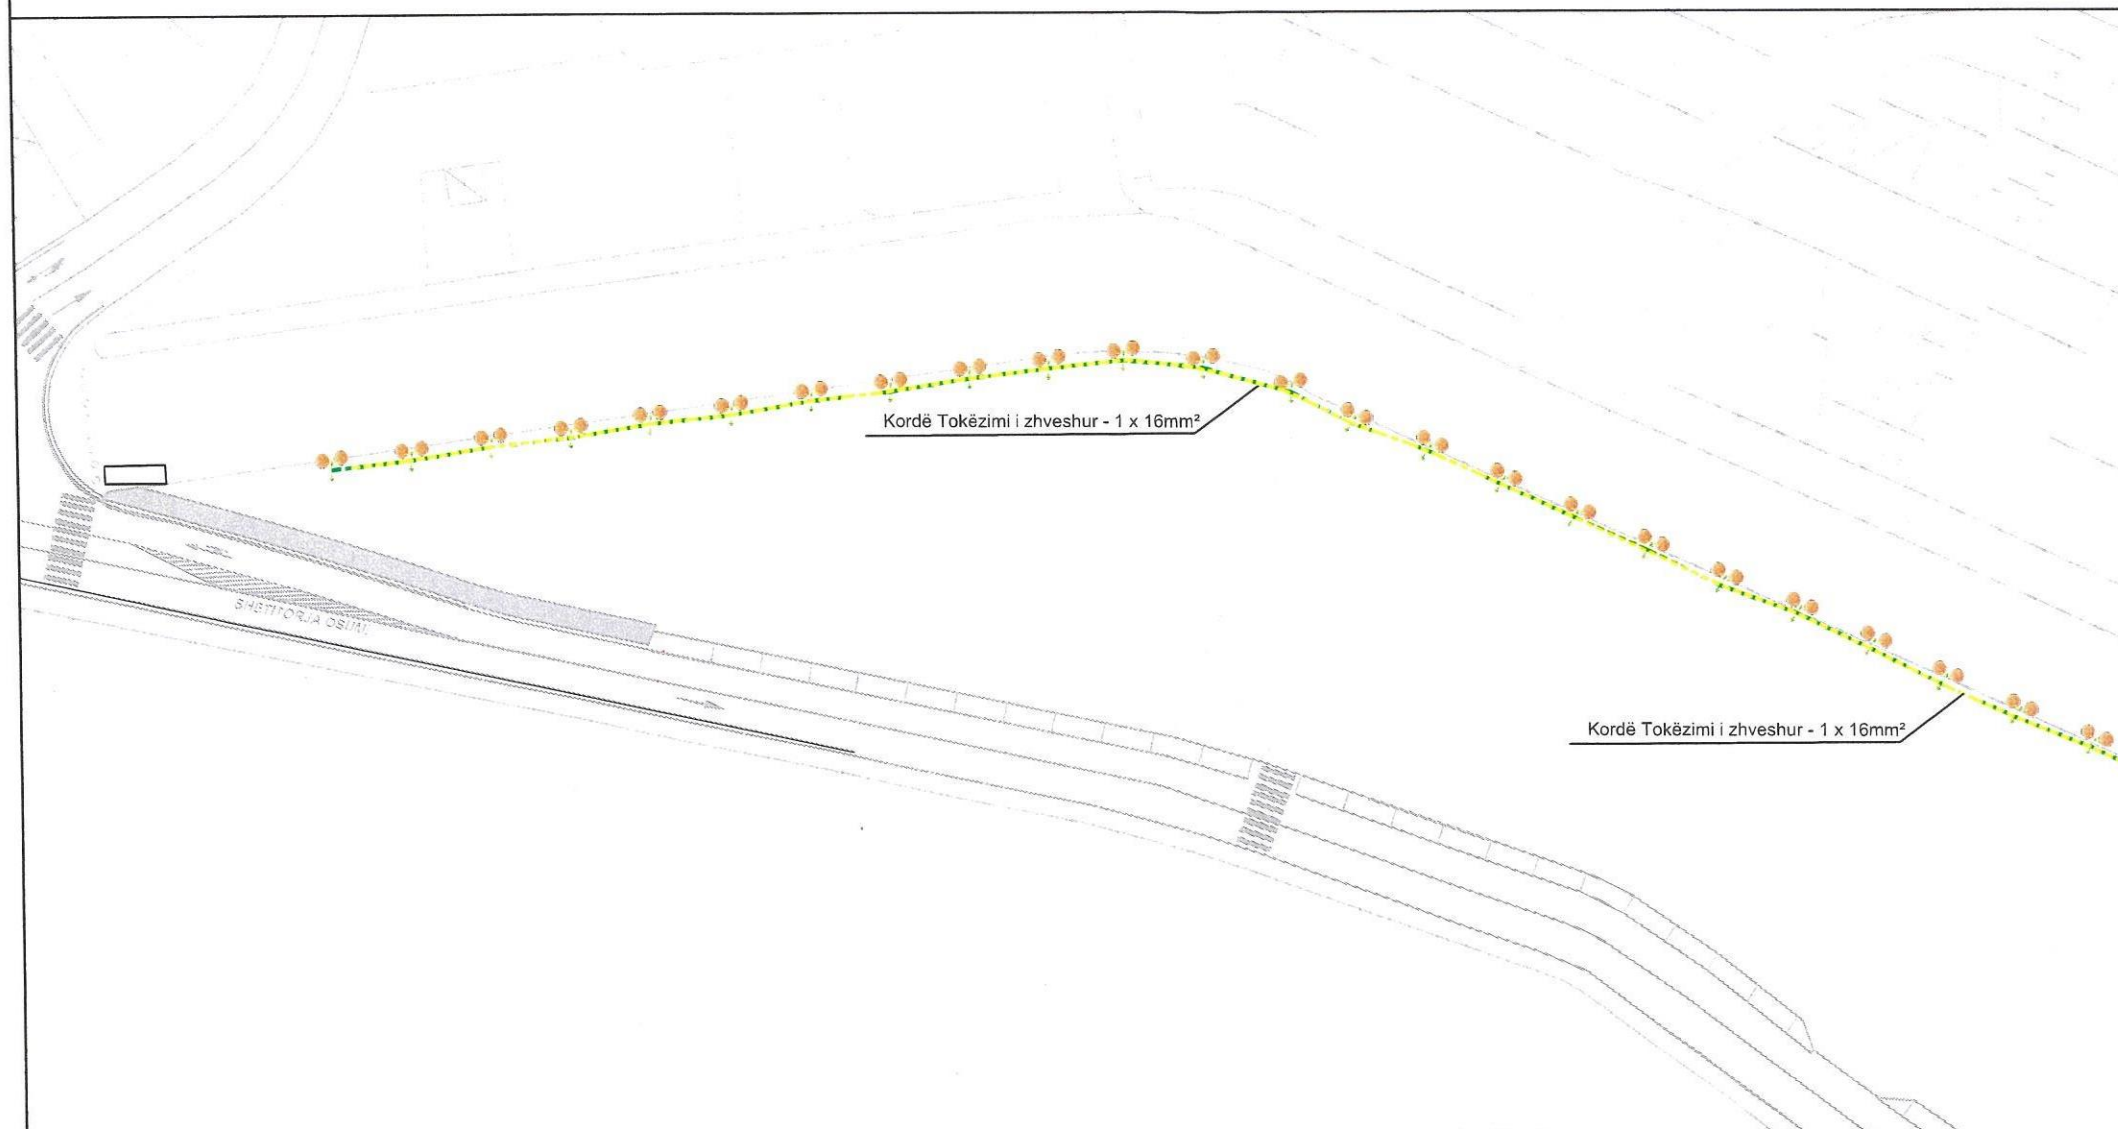 Kordë Tokëzimi i zhveshur - 1 x 16mm²
SHETITORJA OSUM
Kordë Tokëzimi i zhveshur - 1 x 16mm²